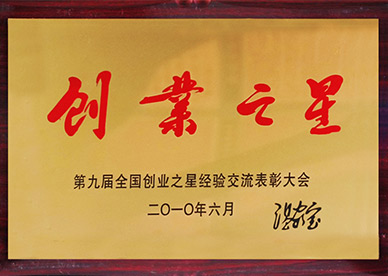 创業之星
第九届全国创业之星经验交流表彰大会
二〇一〇年六月